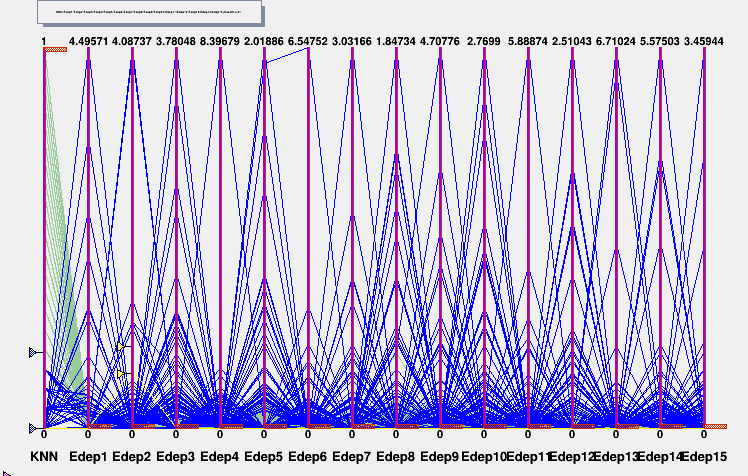 1 4.49571 4.08737 3.78048 8.39679 2.01886 6.54752 3.03166 1.84734 4.70776 2.7699 5.88874 2.51043 6.71024 5.57503 3.45944
0 0 0 0 0 0 0 0 0 0 0 0 0 0 0 0
KNN Edep1 Edep2 Edep3 Edep4 Edep5 Edep6 Edep7 Edep8 Edep9 Edep10 Edep11 Edep12 Edep13 Edep14 Edep15